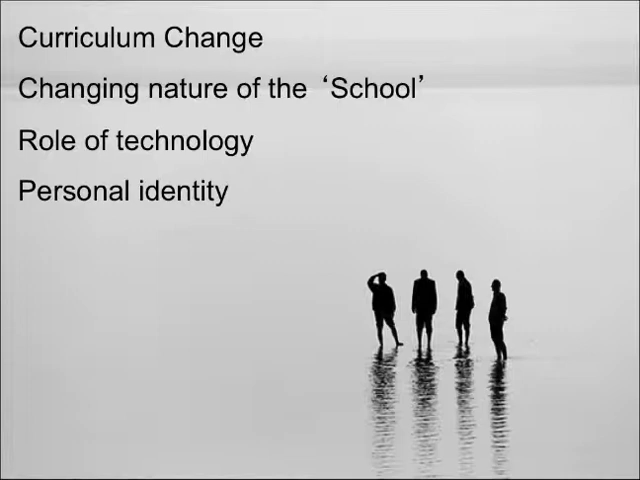 Curriculum Change
Changing nature of the ‘School’
Role of technology
Personal identity